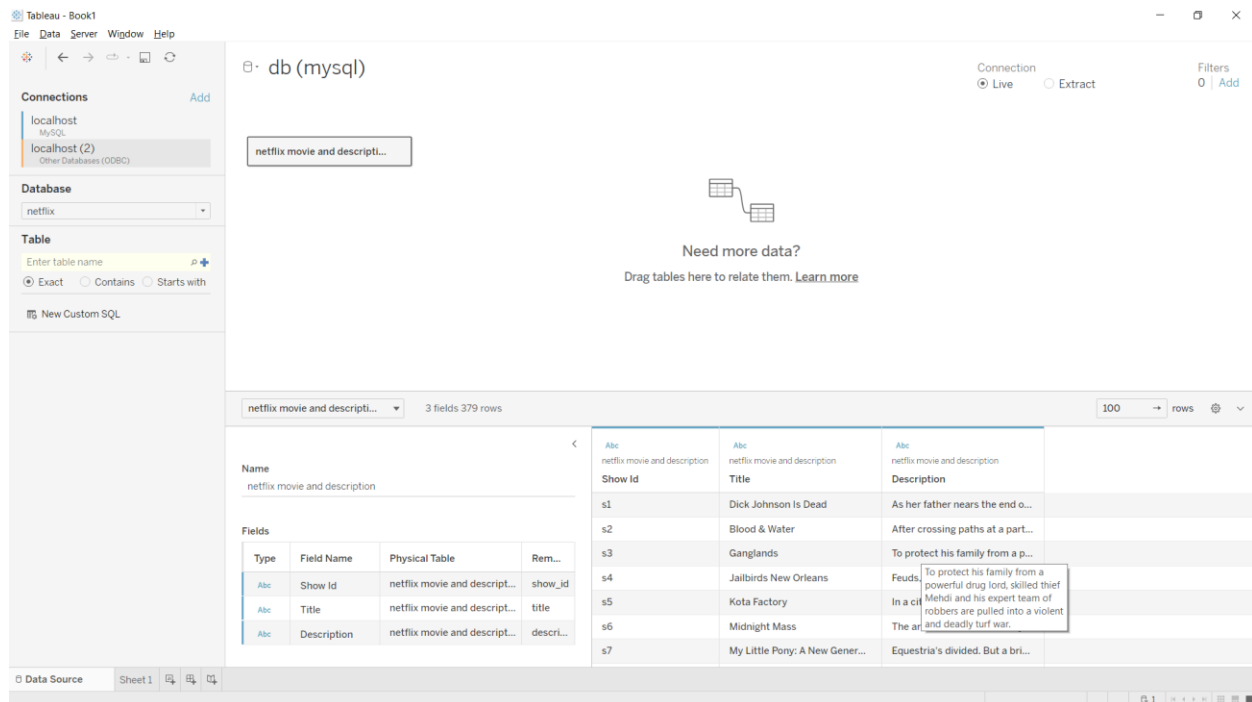 Tableau - Book1
File Data Server Window Help
Connections Add
localhost
MySQL
localhost (2)
Other Databases (ODBC)
Database
netflix
Table
Enter table name
Exact Contains Starts with
New Custom SQL
db (mysql)
Connection
Live Extract
Filters
0 Add
netflix movie and descripti...
Need more data?
Drag tables here to relate them. Learn more
netflix movie and descripti... 3 fields 379 rows 100 rows
Name
netflix movie and description
Fields
Type Field Name Physical Table Rem...
Abc Show Id netflix movie and descript... show_id
Abc Title netflix movie and descript... title
Abc Description netflix movie and descript... descri...
Abc Abc Abc
netflix movie and description netflix movie and description netflix movie and description
Show Id Title Description
s1 Dick Johnson Is Dead As her father nears the end o...
s2 Blood & Water After crossing paths at a part...
s3 Ganglands To protect his family from a p...
s4 Jailbirds New Orleans Feuds,
s5 Kota Factory In a cit
s6 Midnight Mass The ar
s7 My Little Pony: A New Gener... Equestria's divided. But a bri...
To protect his family from a
powerful drug lord, skilled thief
Mehdi and his expert team of
robbers are pulled into a violent
and deadly turf war.
Data Source Sheet 1
1